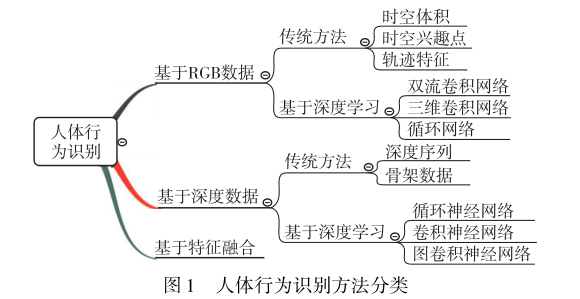 人体行
为识别
基于RGB数据
传统方法
时空体积
时空兴趣点
轨迹特征
基于深度学习
双流卷积网络
三维卷积网络
循环网络
基于深度数据
传统方法
深度序列
骨架数据
基于深度学习
循环神经网络
卷积神经网络
图卷积神经网络
基于特征融合
图1 人体行为识别方法分类